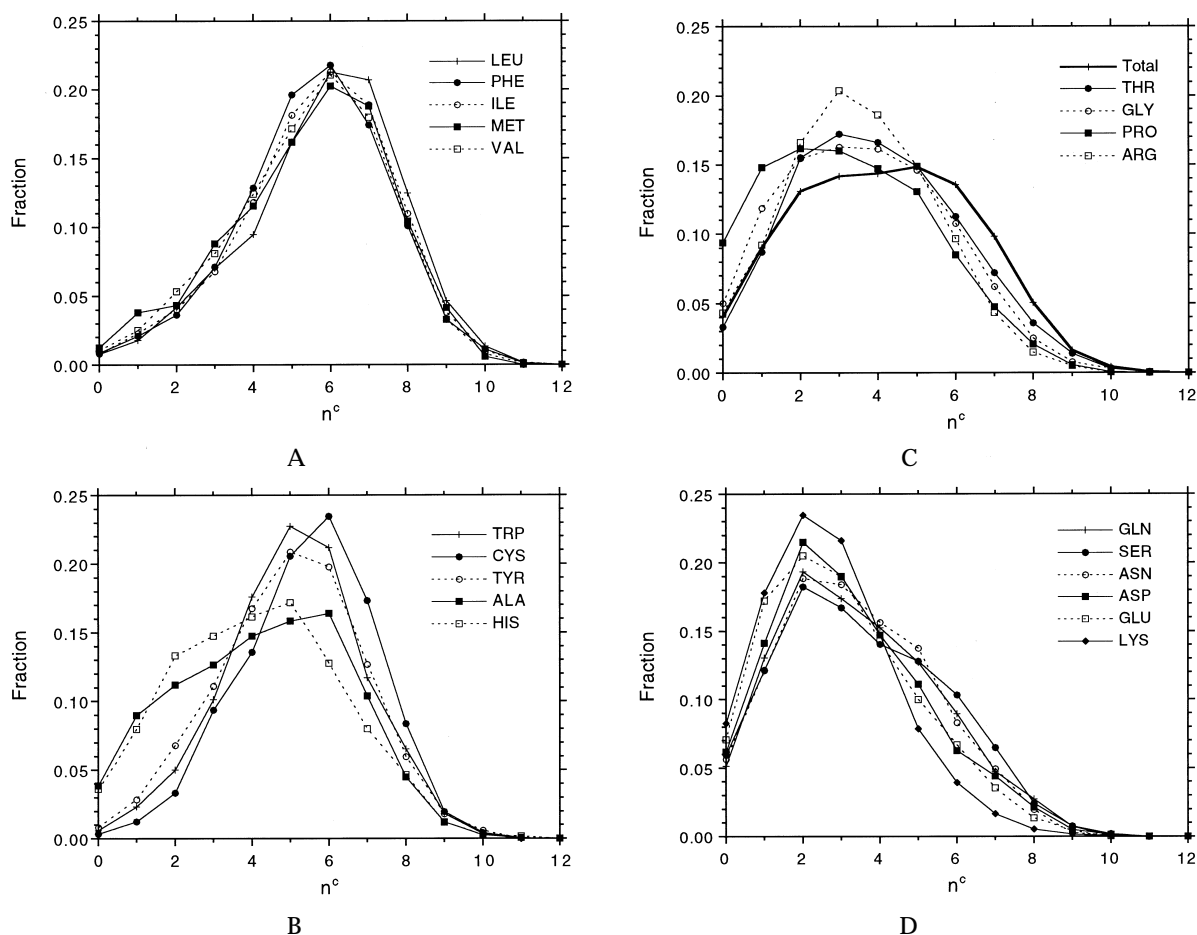 0.25
0.20
0.15
0.10
0.05
0.00
Fraction
0 2 4 6 8 10 12
n^c
LEU
PHE
ILE
MET
VAL
A
0.25
0.20
0.15
0.10
0.05
0.00
Fraction
0 2 4 6 8 10 12
n^c
Total
THR
GLY
PRO
ARG
C
0.25
0.20
0.15
0.10
0.05
0.00
Fraction
0 2 4 6 8 10 12
n^c
TRP
CYS
TYR
ALA
HIS
B
0.25
0.20
0.15
0.10
0.05
0.00
Fraction
0 2 4 6 8 10 12
n^c
GLN
SER
ASN
ASP
GLU
LYS
D